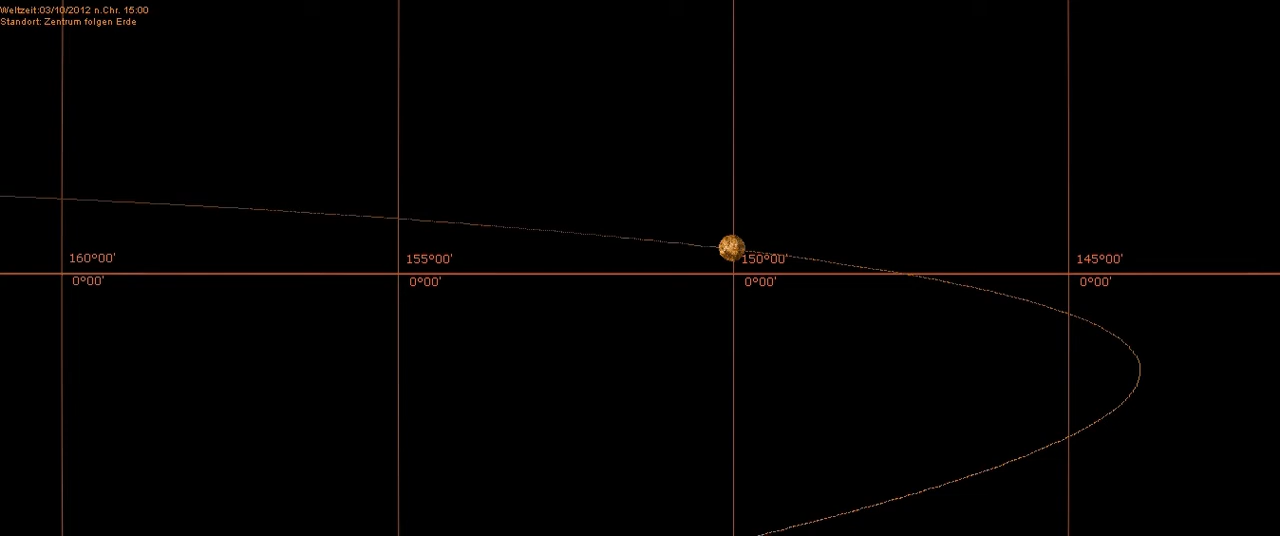 Weltzeit:03/10/2012 n.Chr. 15:00
Standort: Zentrum folgen Erde
160°00' 155°00' 150°00' 145°00'
0°00' 0°00' 0°00' 0°00'